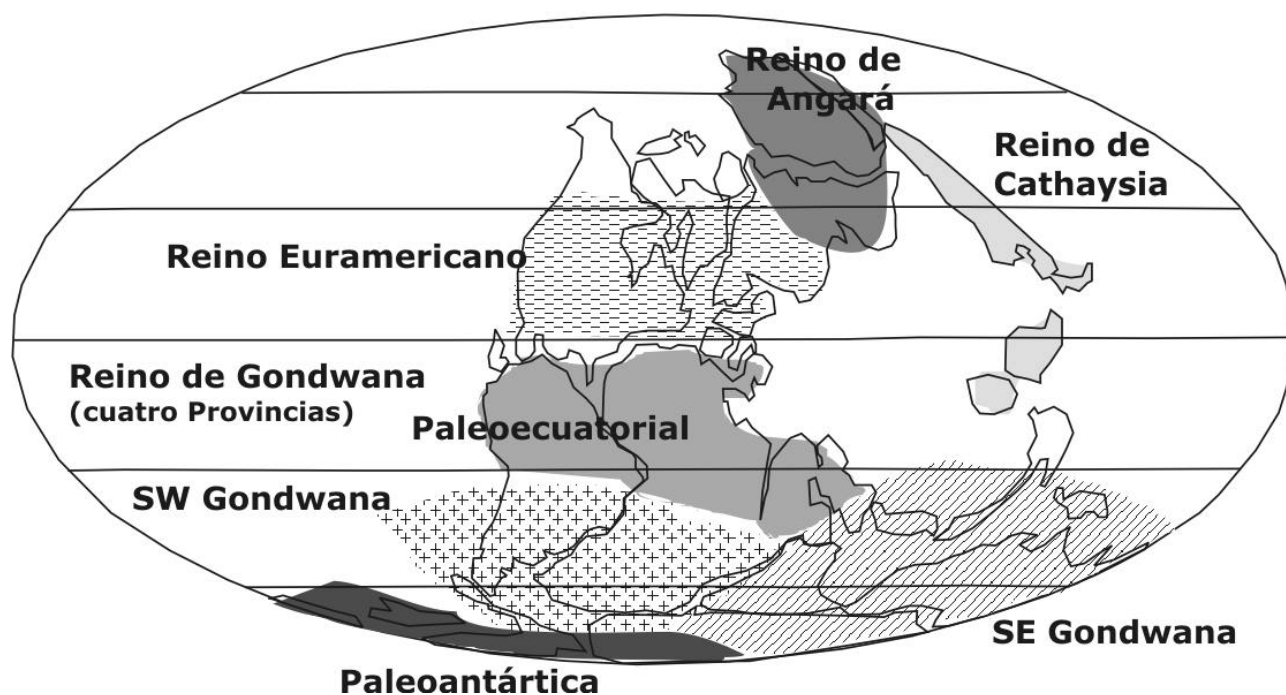 Reino de
Angará
Reino de
Cathaysia
Reino Euramericano
Reino de Gondwana
(cuatro Provincias)
Paleoecuatorial
SW Gondwana
SE Gondwana
Paleoantártica